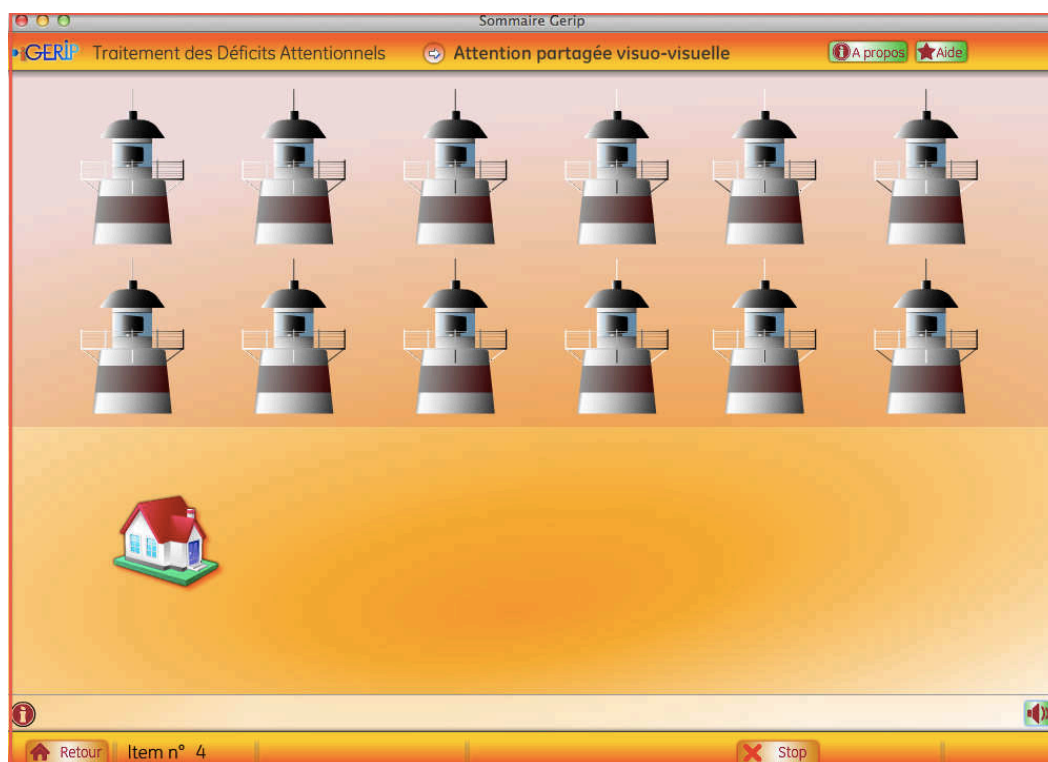 Sommaire Gerip
GERIP Traitement des Déficits Attentionnels Attention partagée visuo-visuelle A propos Aide
Retour Item n° 4 Stop